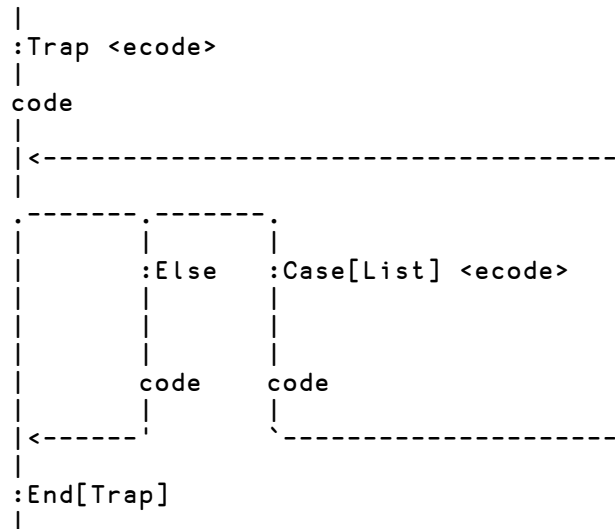 |
:Trap <ecode>
|
code
|
|<------------------------------------
|
.-------.-------.
|       |       |
|       :Else   :Case[List] <ecode>
|       |       |
|       |       |
|       |       |
|       code    code
|       |       |
|<------'       `---------------------
|
:End[Trap]
|